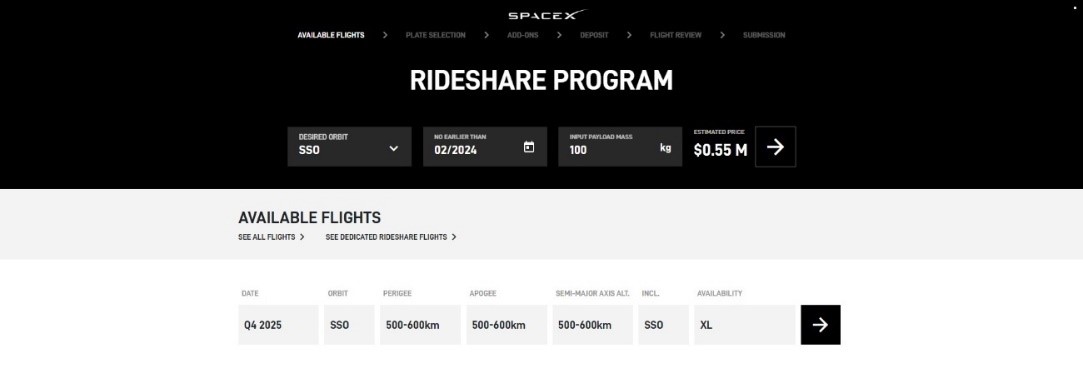 SPACEX
AVAILABLE FLIGHTS > PLATE SELECTION > ADD-ONS > DEPOSIT > FLIGHT REVIEW > SUBMISSION
RIDESHARE PROGRAM
DESIRED ORBIT NO EARLIER THAN INPUT PAYLOAD MASS ESTIMATED PRICE
SSO 02/2024 100 kg $0.55 M
AVAILABLE FLIGHTS
SEE ALL FLIGHTS > SEE DEDICATED RIDESHARE FLIGHTS >
DATE ORBIT PERIGEE APOGEE SEMI-MAJOR AXIS ALT. INCL. AVAILABILITY
Q4 2025 SSO 500-600km 500-600km 500-600km SSO XL